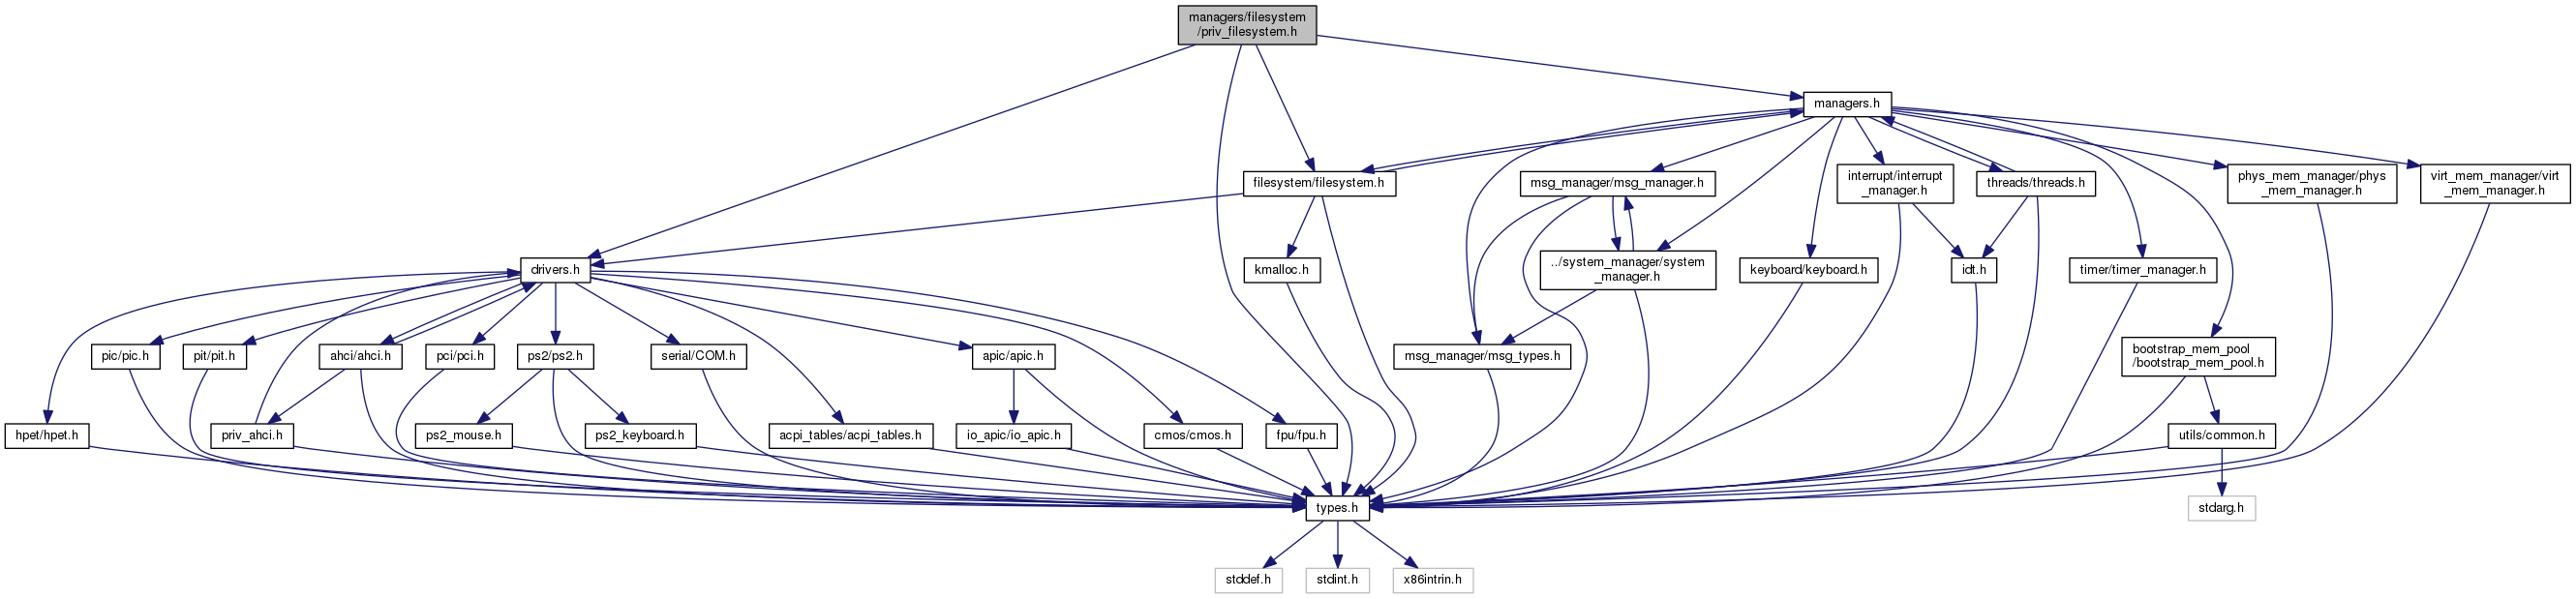 managers/filesystem
/priv_filesystem.h
managers.h
filesystem/filesystem.h
msg_manager/msg_manager.h
interrupt/interrupt
_manager.h
threads/threads.h
phys_mem_manager/phys
_mem_manager.h
virt_mem_manager/virt
_mem_manager.h
drivers.h
kmalloc.h
../system_manager/system
_manager.h
keyboard/keyboard.h
idt.h
timer/timer_manager.h
pic/pic.h
pit/pit.h
ahci/ahci.h
pci/pci.h
ps2/ps2.h
serial/COM.h
apic/apic.h
msg_manager/msg_types.h
bootstrap_mem_pool
/bootstrap_mem_pool.h
hpet/hpet.h
priv_ahci.h
ps2_mouse.h
ps2_keyboard.h
acpi_tables/acpi_tables.h
io_apic/io_apic.h
cmos/cmos.h
fpu/fpu.h
utils/common.h
types.h
stdarg.h
stddef.h
stdint.h
x86intrin.h